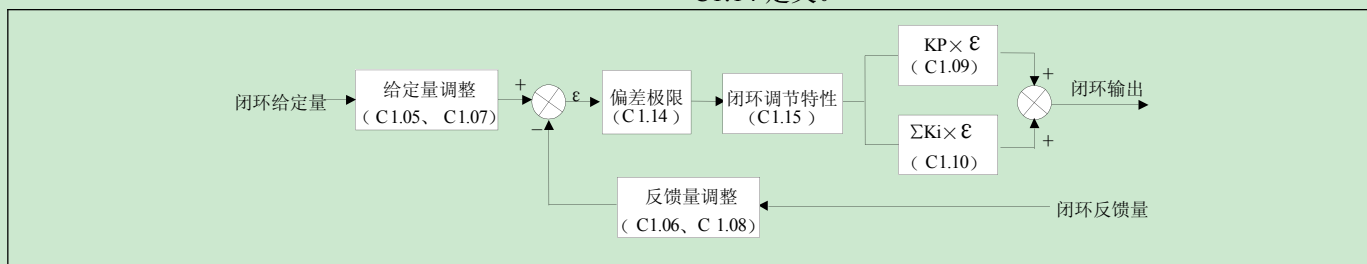 KP× ε
( C1.09)
给定量调整
( C1.05、 C1.07)
闭环给定量
+
−
ε
偏差极限
(C1.14 )
闭环调节特性
(C1.15 )
+
闭环输出
ΣKi× ε
( C1.10)
+
反馈量调整
( C1.06、C 1.08)
闭环反馈量